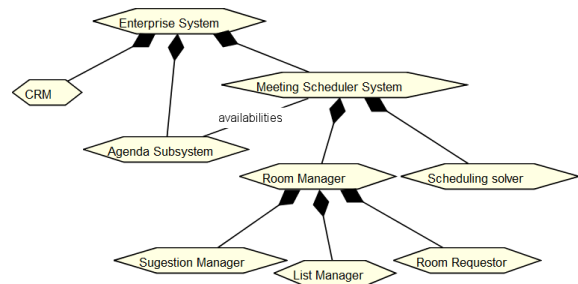 Enterprise System
CRM
Meeting Scheduler System
availabilities
Agenda Subsystem
Room Manager
Scheduling solver
Sugestion Manager
List Manager
Room Requestor